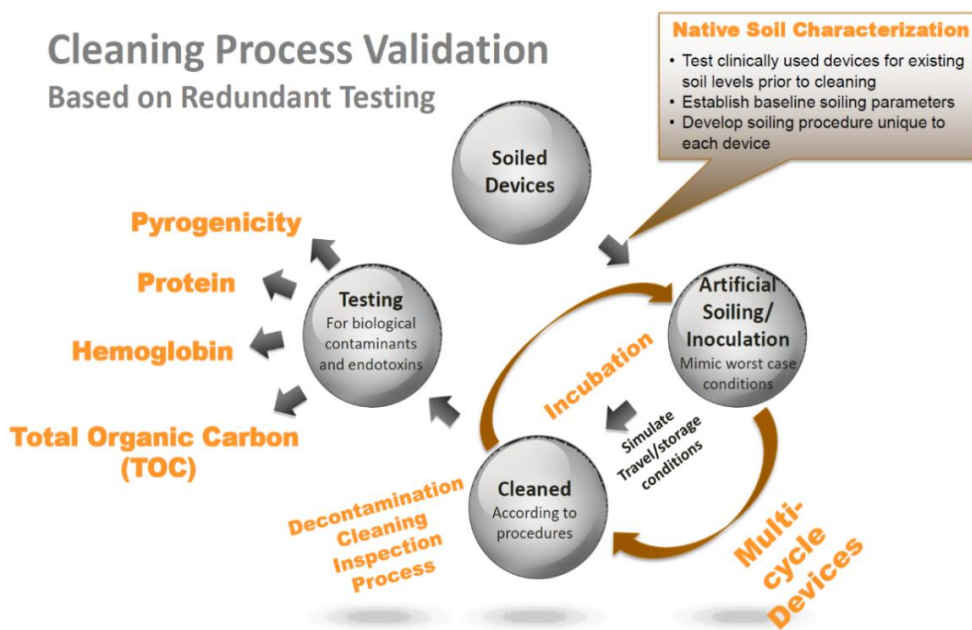 Cleaning Process Validation
Based on Redundant Testing
Native Soil Characterization
• Test clinically used devices for existing
soil levels prior to cleaning
• Establish baseline soiling parameters
• Develop soiling procedure unique to
each device
Soiled
Devices
Pyrogenicity
Protein
Hemoglobin
Total Organic Carbon
(TOC)
Testing
For biological
contaminants
and endotoxins
Artificial
Soiling/
Inoculation
Mimic worst case
conditions
Incubation
Simulate
Travel/storage
conditions
Cleaned
According to
procedures
Decontamination
Cleaning
Inspection
Process
Multi-
cycle
Devices